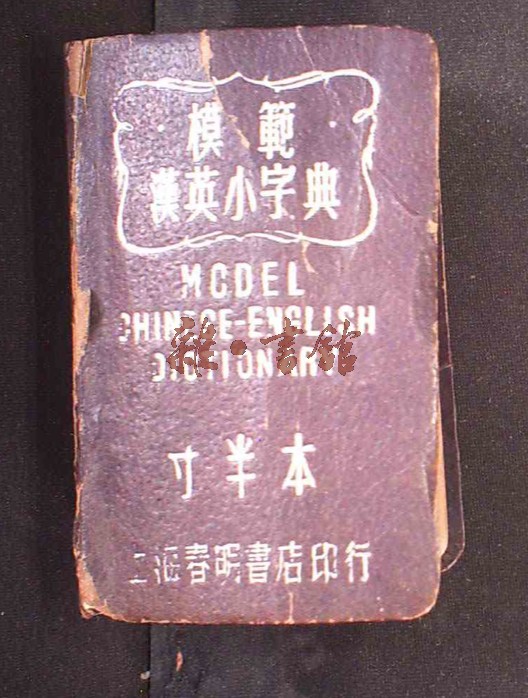 模範
漢英小字典
MODEL
CHINESE-ENGLISH
DICTIONARY
雜·書館
寸半本
上海春明書店印行